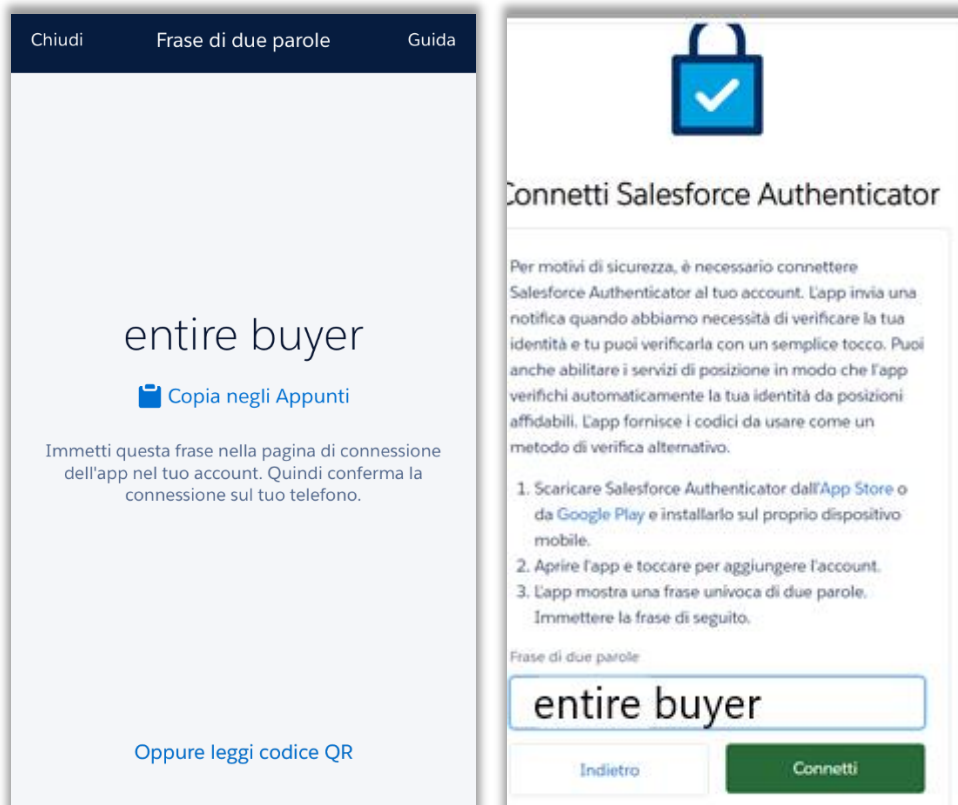 Chiudi Frase di due parole Guida
entire buyer
Copia negli Appunti
Immetti questa frase nella pagina di connessione
dell'app nel tuo account. Quindi conferma la
connessione sul tuo telefono.
Oppure leggi codice QR
Connetti Salesforce Authenticator
Per motivi di sicurezza, è necessario connettere
Salesforce Authenticator al tuo account. L'app invia una
notifica quando abbiamo necessità di verificare la tua
identità e tu puoi verificarla con un semplice tocco. Puoi
anche abilitare i servizi di posizione in modo che l'app
verifichi automaticamente la tua identità da posizioni
affidabili. L'app fornisce i codici da usare come un
metodo di verifica alternativo.
1. Scaricare Salesforce Authenticator dall'App Store o
da Google Play e installarlo sul proprio dispositivo
mobile.
2. Aprire l'app e toccare per aggiungere l'account.
3. L'app mostra una frase univoca di due parole.
Immettere la frase di seguito.
Frase di due parole
entire buyer
Indietro Connetti